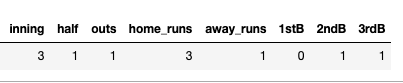 inning half outs home_runs away_runs 1stB 2ndB 3rdB
3 1 1 3 1 0 1 1